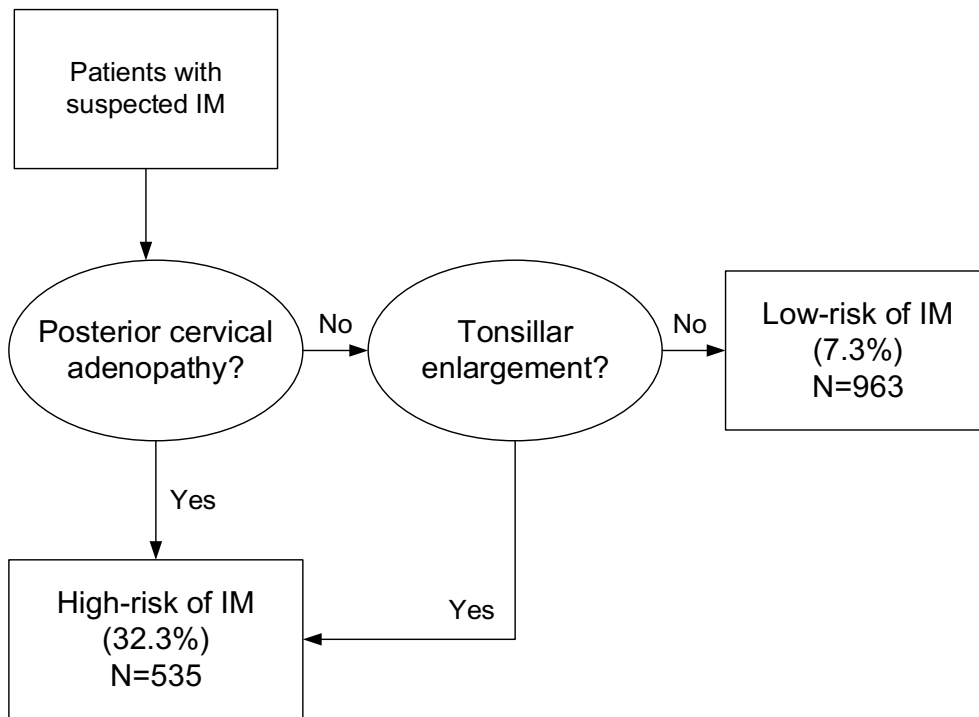 Patients with
suspected IM
Posterior cervical
adenopathy?
No
Tonsillar
enlargement?
No
Low-risk of IM
(7.3%)
N=963
Yes
Yes
High-risk of IM
(32.3%)
N=535